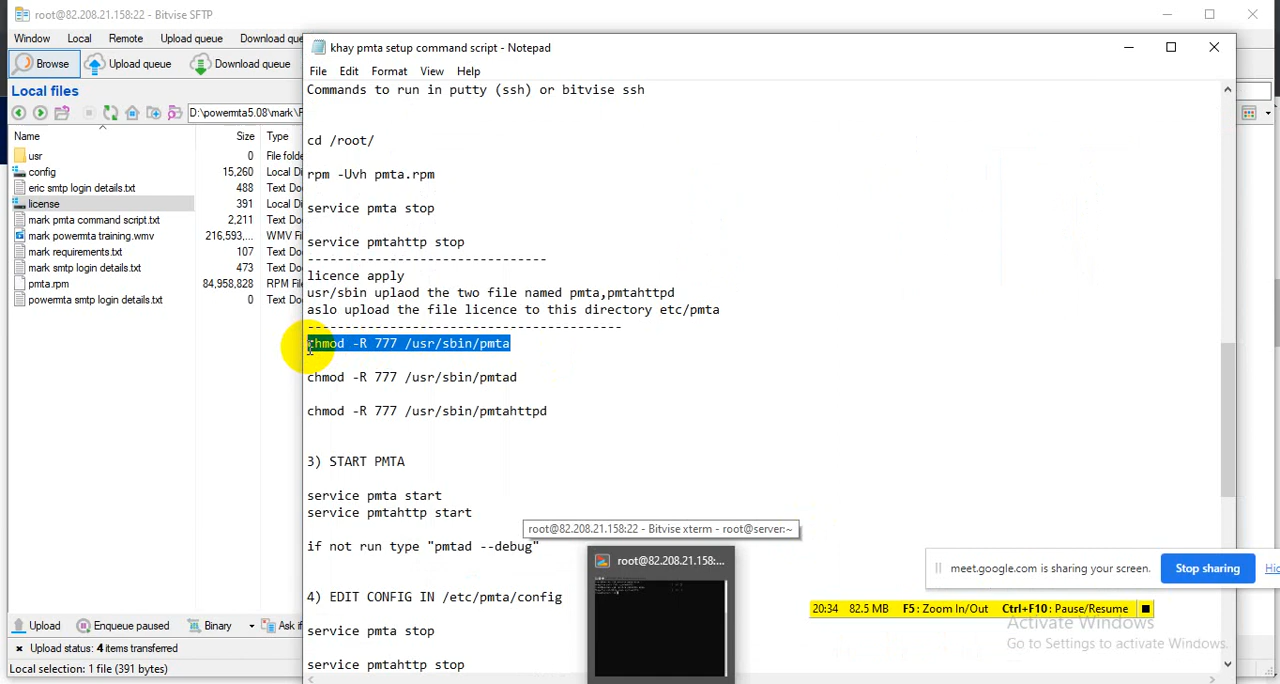 root@82.208.21.158:22 - Bitvise SFTP
Window Local Remote Upload queue Download que
Browse Upload queue Download queue
Local files
D:\powermta5.08\mark\F
Name Size Type
usr 0 File folde
config 15,260 Local Di
eric smtp login details.txt 488 Text Doc
license 391 Local Di
mark pmta command script.txt 2,211 Text Doc
mark powermta training.wmv 216,593,... WMV File
mark requirements.txt 107 Text Doc
mark smtp login details.txt 473 Text Doc
pmta.rpm 84,958,828 RPM File
powermta smtp login details.txt 0 Text Doc
Upload Enqueue paused Binary Ask if
Upload status: 4 items transferred
Local selection: 1 file (391 bytes)
khay pmta setup command script - Notepad
File Edit Format View Help
Commands to run in putty (ssh) or bitvise ssh
cd /root/
rpm -Uvh pmta.rpm
service pmta stop
service pmtahttp stop
--------------------------------
licence apply
usr/sbin uplaod the two file named pmta,pmtahttpd
aslo upload the file licence to this directory etc/pmta
------------------------------------------
chmod -R 777 /usr/sbin/pmta
chmod -R 777 /usr/sbin/pmtad
chmod -R 777 /usr/sbin/pmtahttpd
3) START PMTA
service pmta start
service pmtahttp start
if not run type "pmtad --debug"
4) EDIT CONFIG IN /etc/pmta/config
service pmta stop
service pmtahttp stop
root@82.208.21.158:22 - Bitvise xterm - root@server:~
root@82.208.21.158:...
meet.google.com is sharing your screen. Stop sharing Hid
20:34 82.5 MB F5: Zoom In/Out Ctrl+F10: Pause/Resume
Activate Windows
Go to Settings to activate Windows.